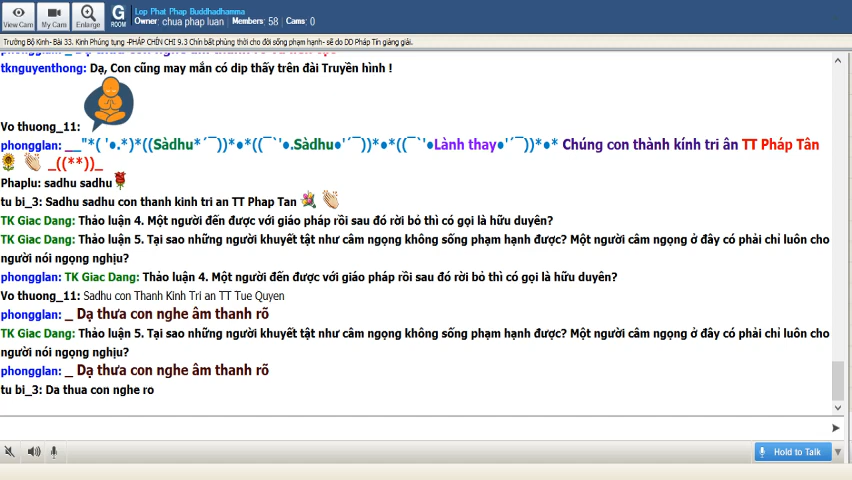 Lop Phat Phap Buddhadhamma
Owner: chua phap luan Members: 58 Cams: 0
View Cam My Cam Enlarge G ROOM
Trường Bộ Kinh- Bài 33. Kinh Phúng tụng -PHÁP CHÍN CHI 9.3 Chín bất phùng thời cho đời sống phạm hạnh- sẽ do DD Pháp Tín giảng giải.
tknguyenthong: Dạ, Con cũng may mắn có dip thấy trên đài Truyền hình !
Vo thuong_11:
phongglan: __"*( '•.*)*((Sàdhu*´¯))*•*((¯`'•.Sàdhu•'´¯))*•*((¯`'•Lành thay•'´¯))*•* Chúng con thành kính tri ân TT Pháp Tân
_((**))_
Phaplu: sadhu sadhu
tu bi_3: Sadhu sadhu con thanh kinh tri an TT Phap Tan
TK Giac Dang: Thảo luận 4. Một người đến được với giáo pháp rồi sau đó rời bỏ thì có gọi là hữu duyên?
TK Giac Dang: Thảo luận 5. Tại sao những người khuyết tật như câm ngọng không sống phạm hạnh được? Một người câm ngọng ở đây có phải chỉ luôn cho
người nói ngọng nghịu?
phongglan: TK Giac Dang: Thảo luận 4. Một người đến được với giáo pháp rồi sau đó rời bỏ thì có gọi là hữu duyên?
Vo thuong_11: Sadhu con Thanh Kinh Tri an TT Tue Quyen
phongglan: _ Dạ thưa con nghe âm thanh rõ
TK Giac Dang: Thảo luận 5. Tại sao những người khuyết tật như câm ngọng không sống phạm hạnh được? Một người câm ngọng ở đây có phải chỉ luôn cho
người nói ngọng nghịu?
phongglan: _ Dạ thưa con nghe âm thanh rõ
tu bi_3: Da thua con nghe ro
Hold to Talk